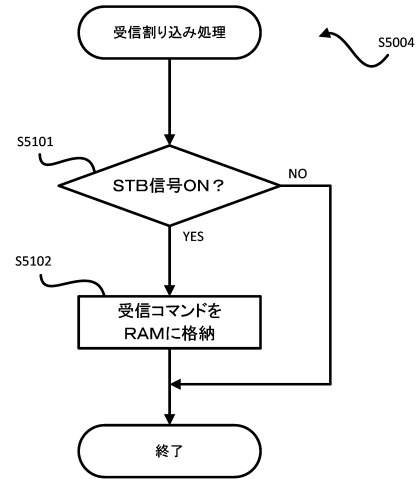 受信割り込み処理
S5004
S5101
STB信号ON？
NO
YES
S5102
受信コマンドを
RAMに格納
終了